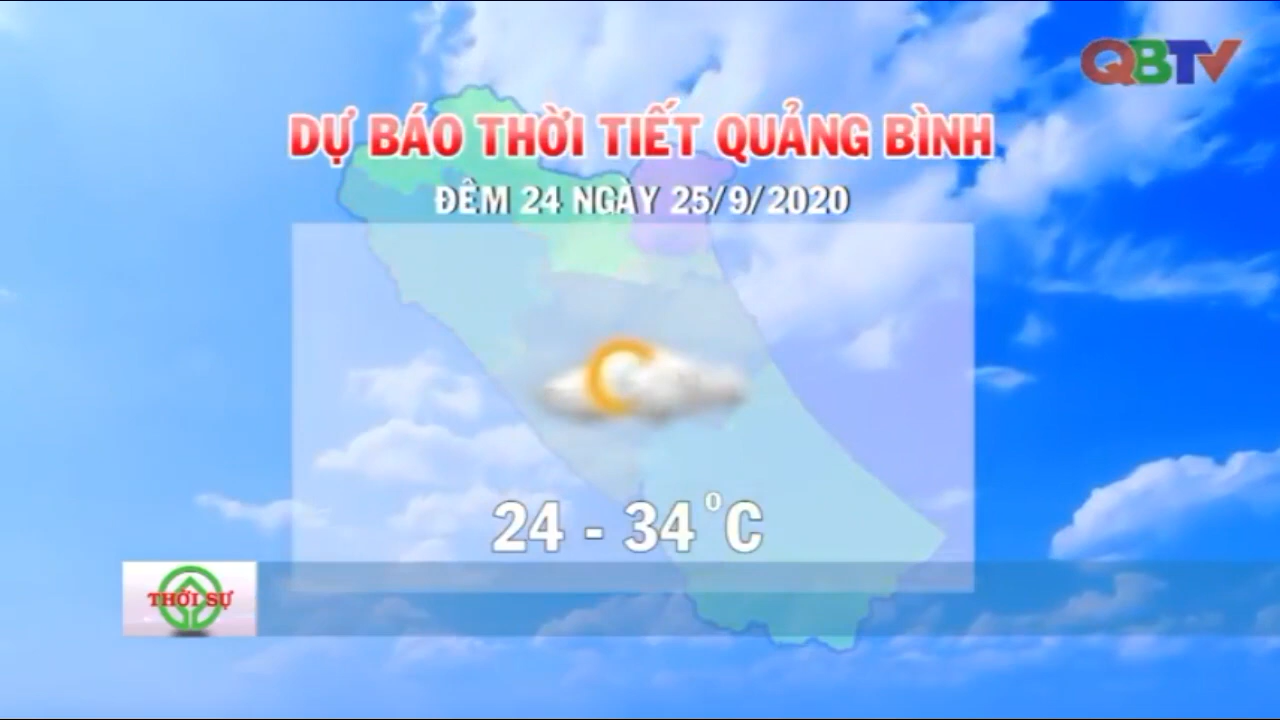 QBTV
DỰ BÁO THỜI TIẾT QUẢNG BÌNH
ĐÊM 24 NGÀY 25/9/2020
24 - 34°C
THỜI SỰ